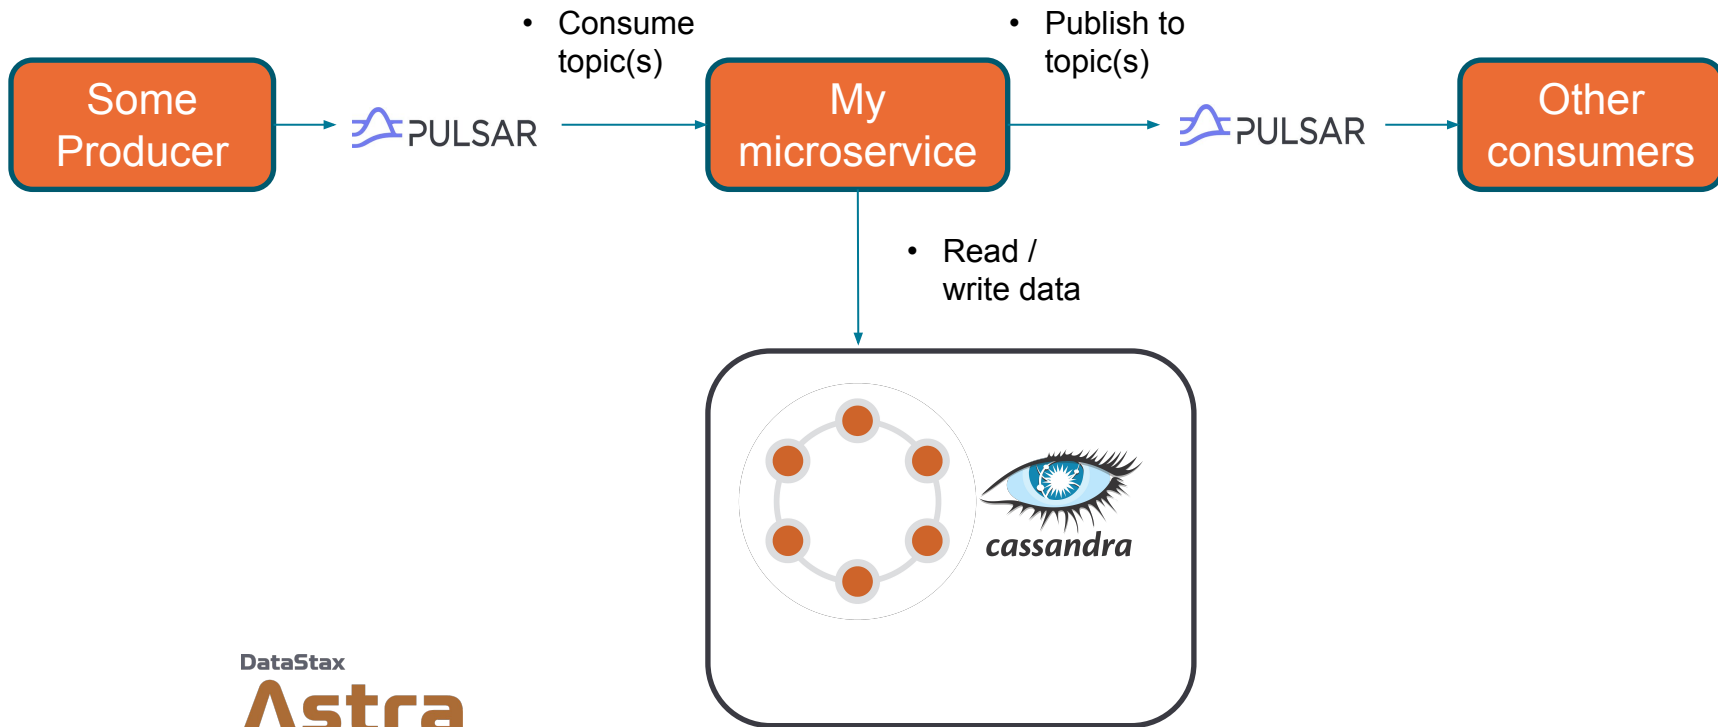 • Consume
topic(s)
• Publish to
topic(s)
Some
Producer
PULSAR
My
microservice
PULSAR
Other
consumers
• Read /
write data
cassandra
DataStax
Astra